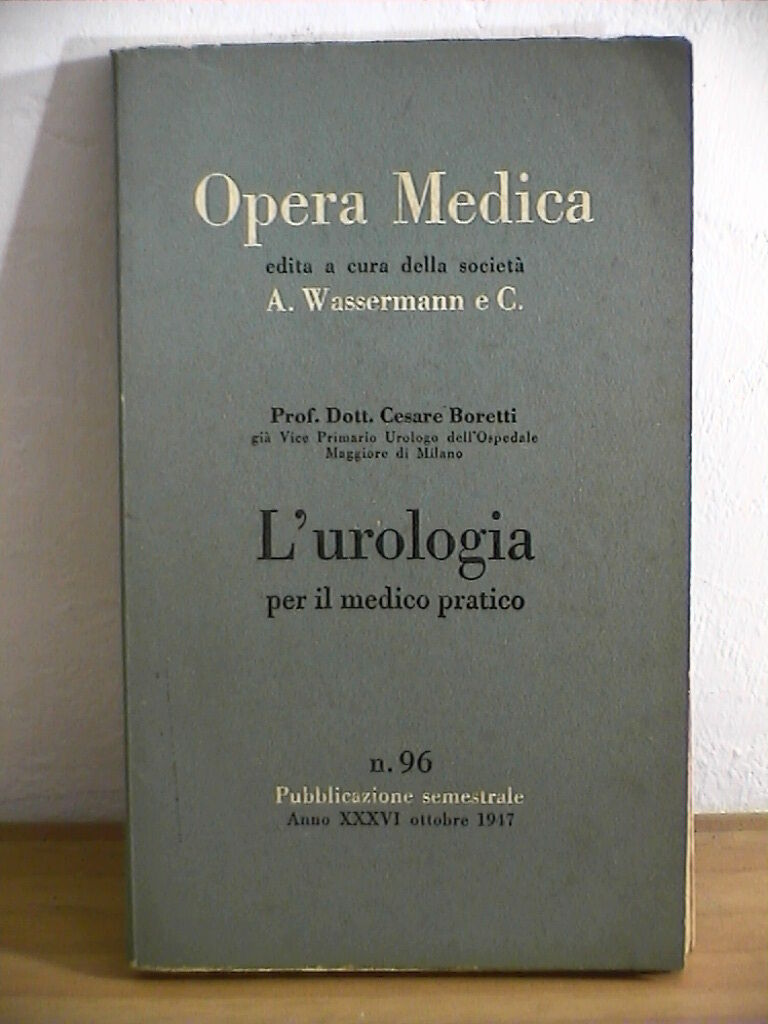 Opera Medica
edita a cura della società
A. Wassermann e C.
Prof. Dott. Cesare Boretti
già Vice Primario Urologo dell'Ospedale
Maggiore di Milano
L'urologia
per il medico pratico
n. 96
Pubblicazione semestrale
Anno XXXVI ottobre 1947